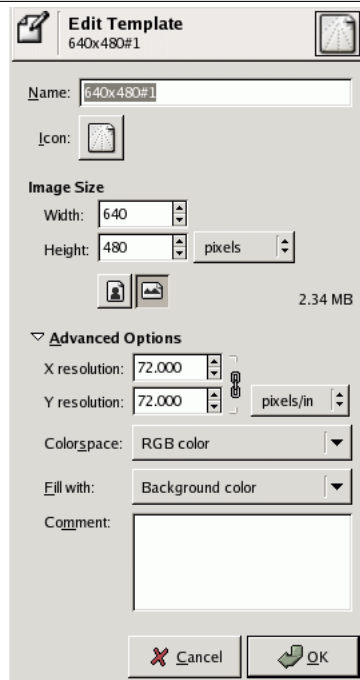 Edit Template
640x480#1
Name: 640x480#1
Icon:
Image Size
Width: 640
Height: 480 pixels
2.34 MB
Advanced Options
X resolution: 72.000
Y resolution: 72.000 pixels/in
Colorspace: RGB color
Fill with: Background color
Comment:
Cancel OK